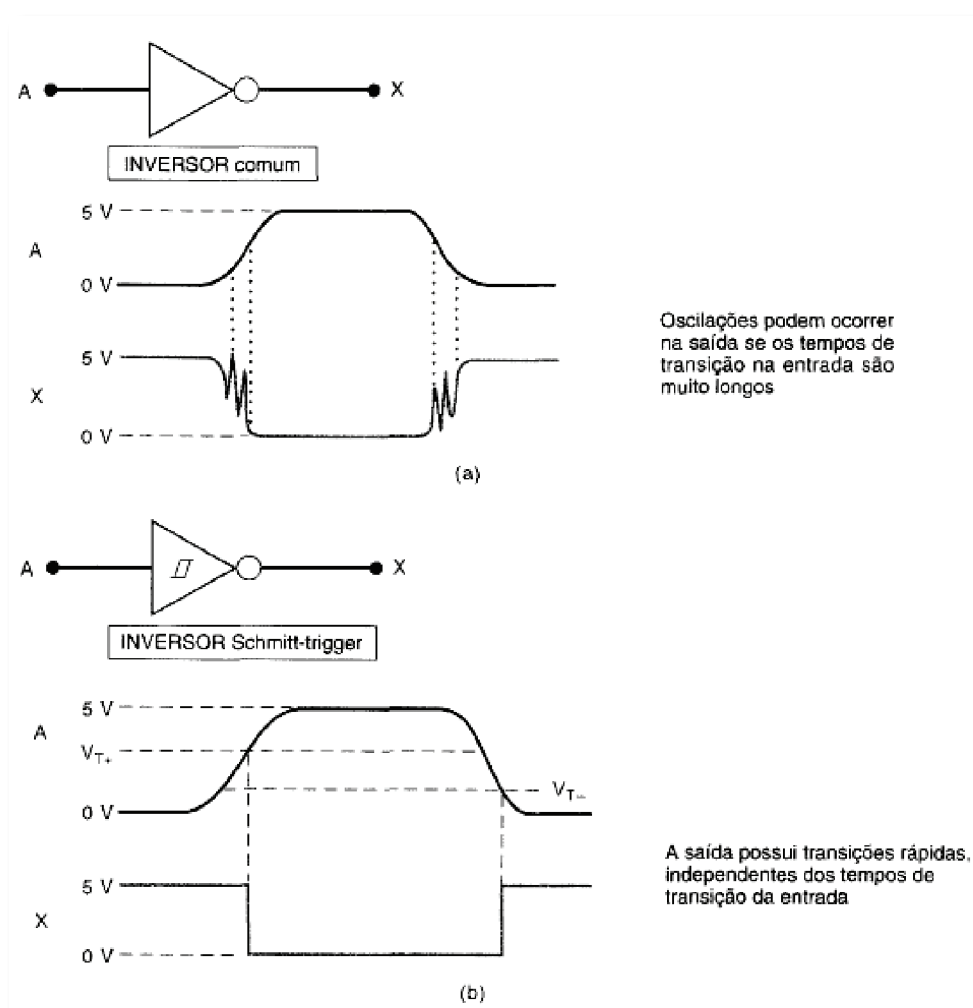 A
X
INVERSOR comum
5 V
A
0 V
5 V
X
0 V
Oscilações podem ocorrer
na saída se os tempos de
transição na entrada são
muito longos
(a)
A
X
INVERSOR Schmitt-trigger
5 V
A
VT+
0 V
VT–
5 V
X
0 V
A saída possui transições rápidas,
independentes dos tempos de
transição da entrada
(b)